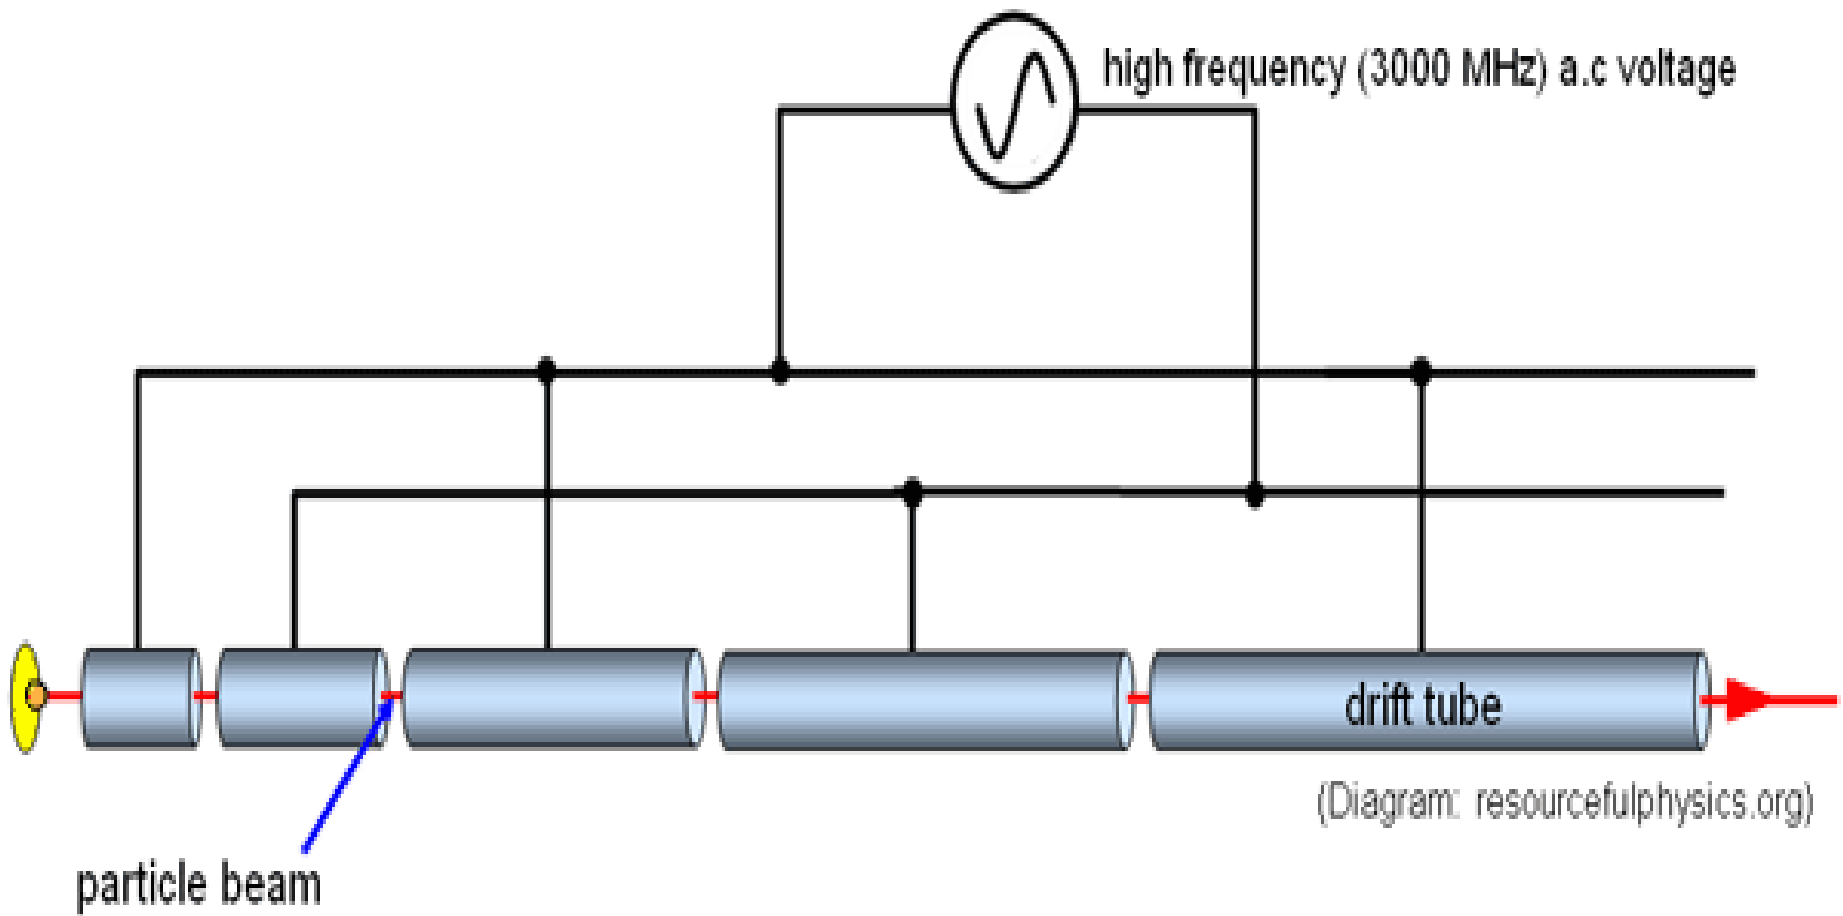 high frequency (3000 MHz) a.c voltage
drift tube
(Diagram: resourcefulphysics.org)
particle beam